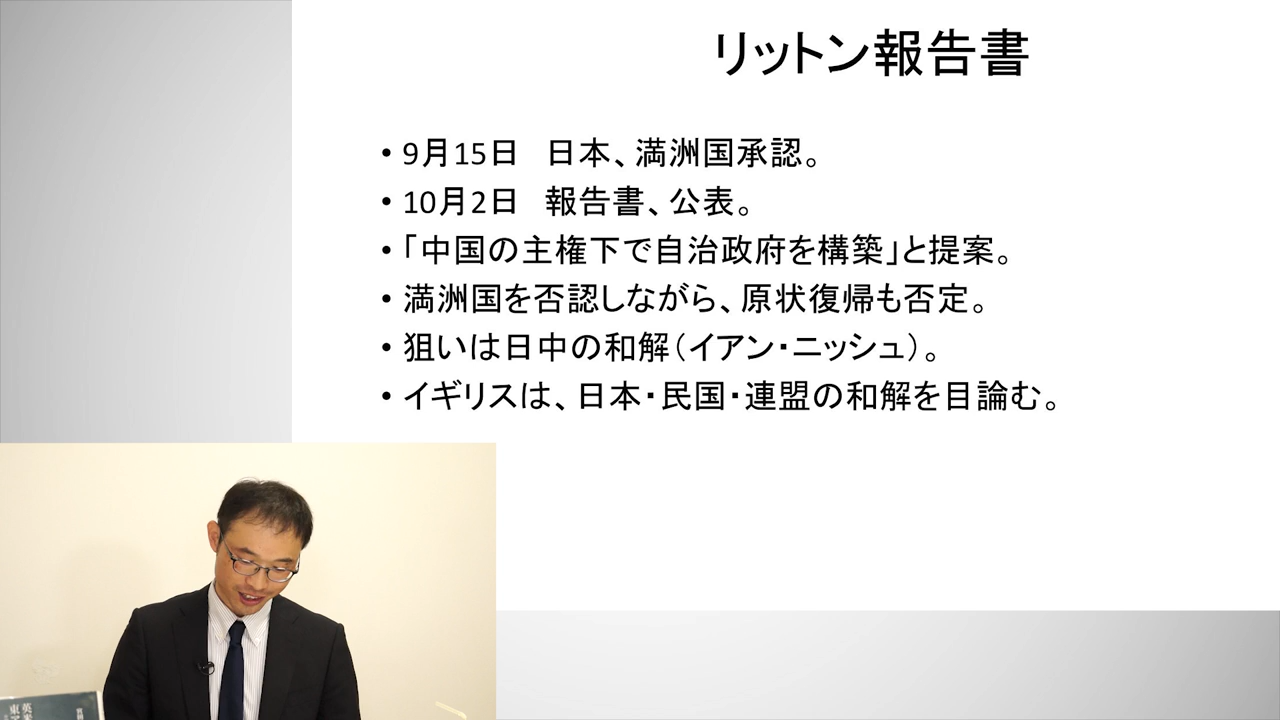 リットン報告書
• 9月15日　日本、満洲国承認。
• 10月2日　報告書、公表。
• 「中国の主権下で自治政府を構築」と提案。
• 満洲国を否認しながら、原状復帰も否定。
• 狙いは日中の和解（イアン・ニッシュ）。
• イギリスは、日本・民国・連盟の和解を目論む。